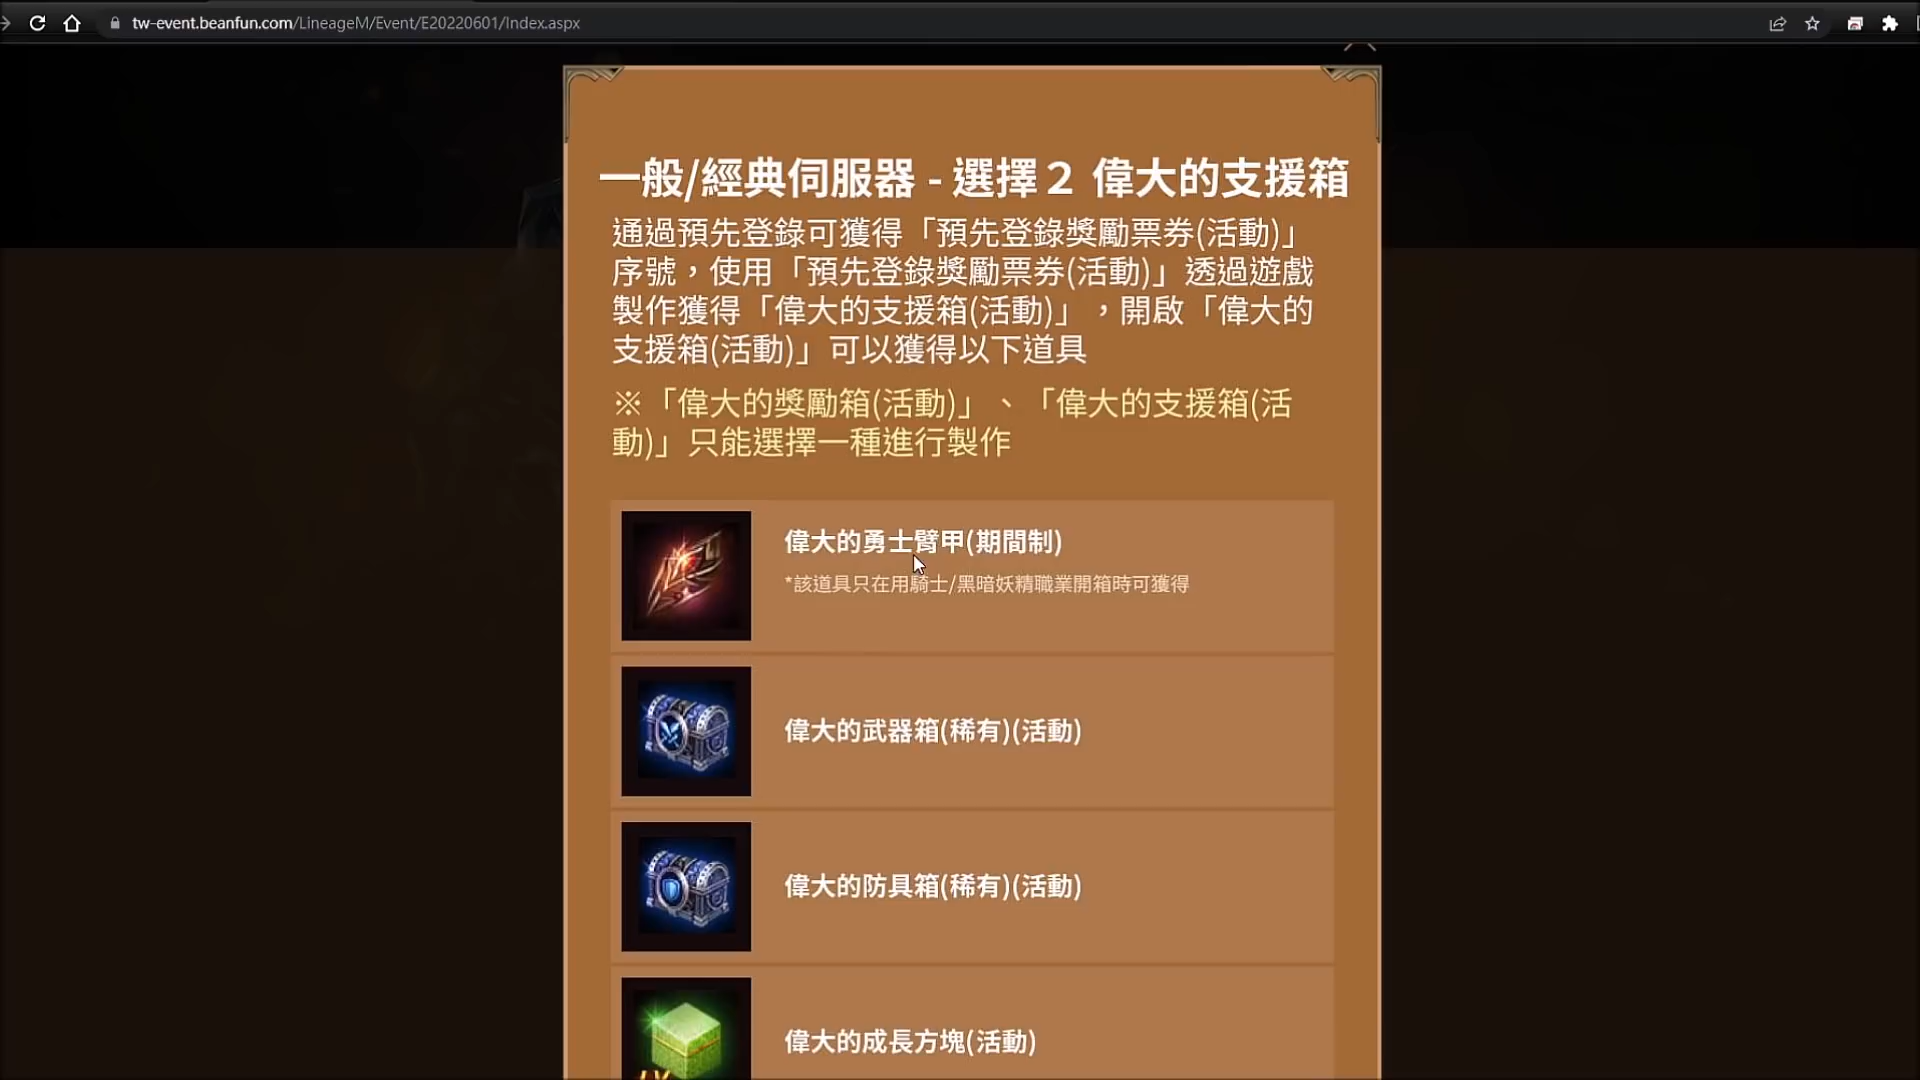 tw-event.beanfun.com/LineageM/Event/E20220601/Index.aspx
一般/經典伺服器 - 選擇２ 偉大的支援箱
通過預先登錄可獲得「預先登錄獎勵票券(活動)」
序號，使用「預先登錄獎勵票券(活動)」透過遊戲
製作獲得「偉大的支援箱(活動)」，開啟「偉大的
支援箱(活動)」可以獲得以下道具
※「偉大的獎勵箱(活動)」、「偉大的支援箱(活
動)」只能選擇一種進行製作
偉大的勇士臂甲(期間制)
*該道具只在用騎士/黑暗妖精職業開箱時可獲得
偉大的武器箱(稀有)(活動)
偉大的防具箱(稀有)(活動)
偉大的成長方塊(活動)